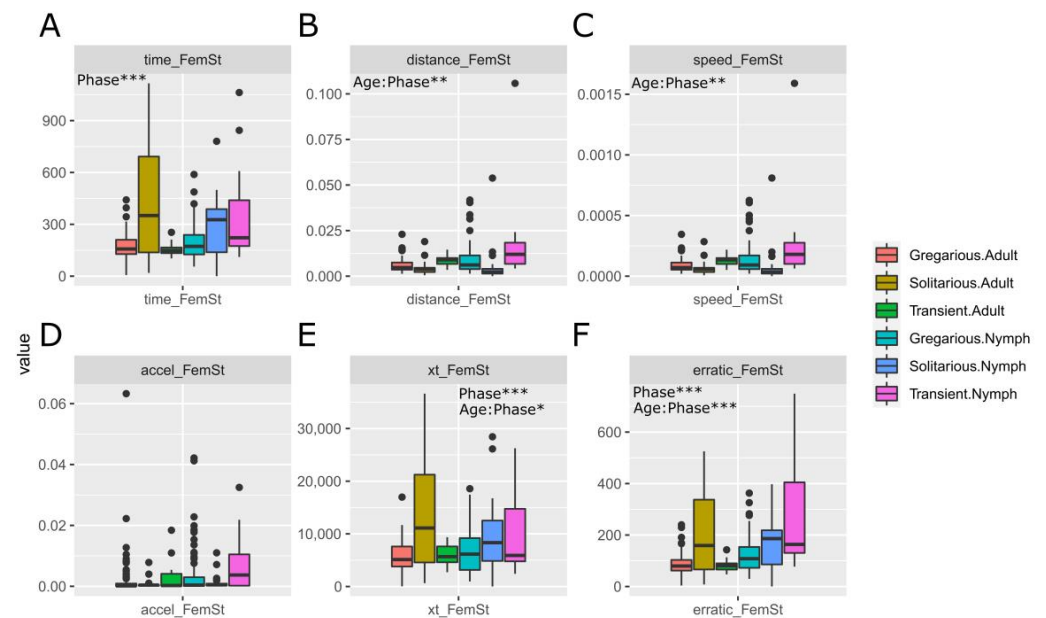 A
B
C
time_FemSt
distance_FemSt
speed_FemSt
Phase***
Age:Phase**
Age:Phase**
900
600
300
0
0.100
0.075
0.050
0.025
0.000
0.0015
0.0010
0.0005
0.0000
time_FemSt
distance_FemSt
speed_FemSt
Gregarious.Adult
Solitarious.Adult
Transient.Adult
Gregarious.Nymph
Solitarious.Nymph
Transient.Nymph
value
D
E
F
accel_FemSt
xt_FemSt
erratic_FemSt
Phase***
Age:Phase*
Phase***
Age:Phase***
0.06
0.04
0.02
0.00
30,000
20,000
10,000
0
600
400
200
0
accel_FemSt
xt_FemSt
erratic_FemSt